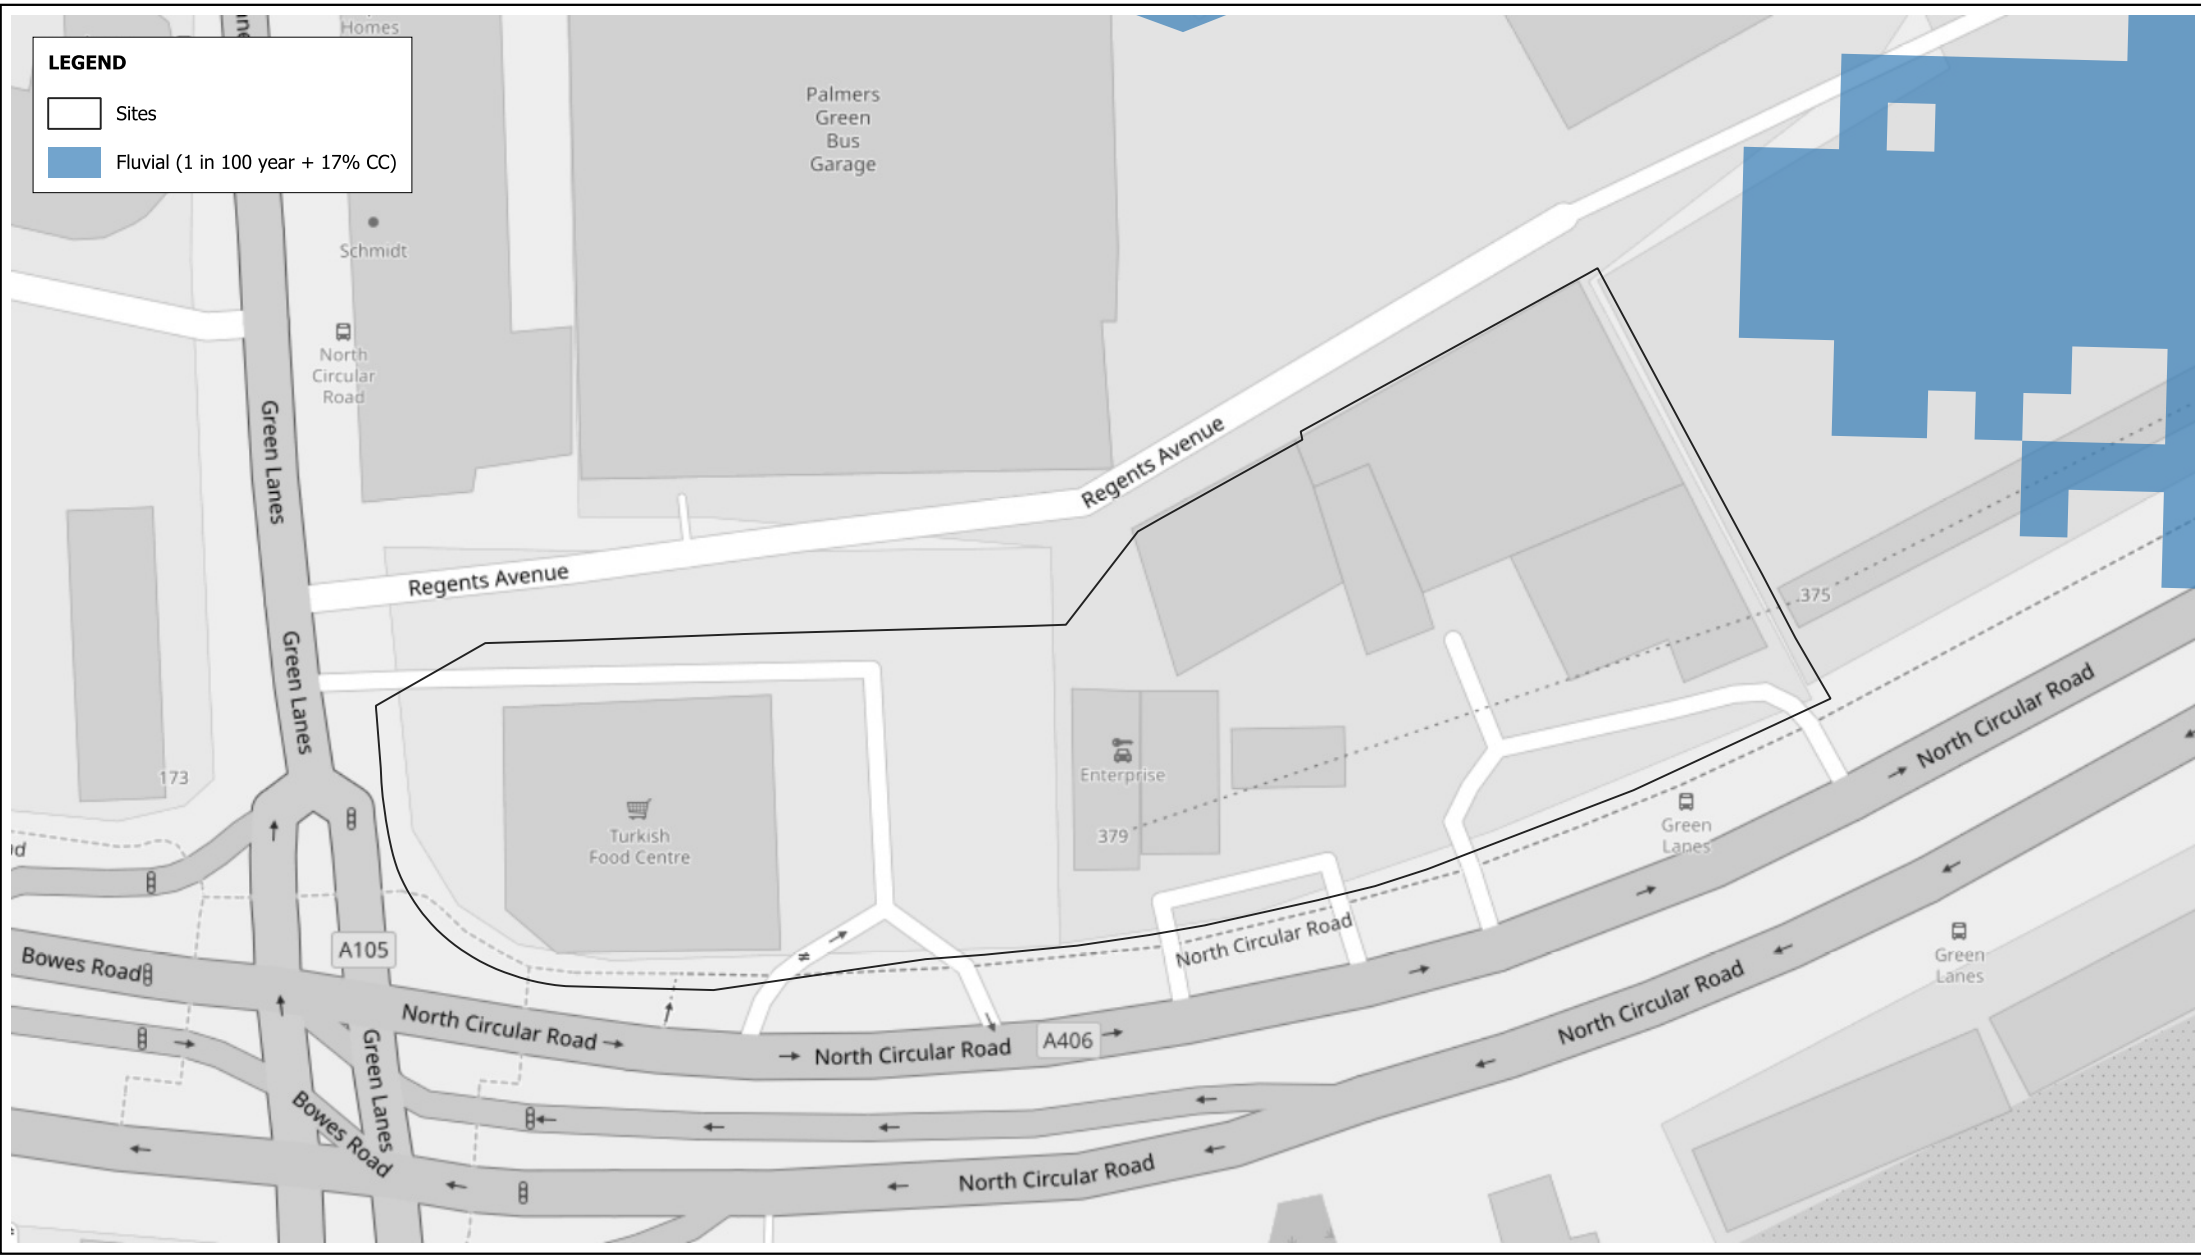 LEGEND
Sites
Fluvial (1 in 100 year + 17% CC)
Homes
Palmers
Green
Bus
Garage
Schmidt
North
Circular
Road
Green Lanes
Regents Avenue
Regents Avenue
375
Green Lanes
173
Enterprise
379
Turkish
Food Centre
Green
Lanes
North Circular Road
North Circular Road
A105
Bowes Road
Green
Lanes
North Circular Road
North Circular Road
A406
North Circular Road
Green Lanes
Bowes Road
North Circular Road